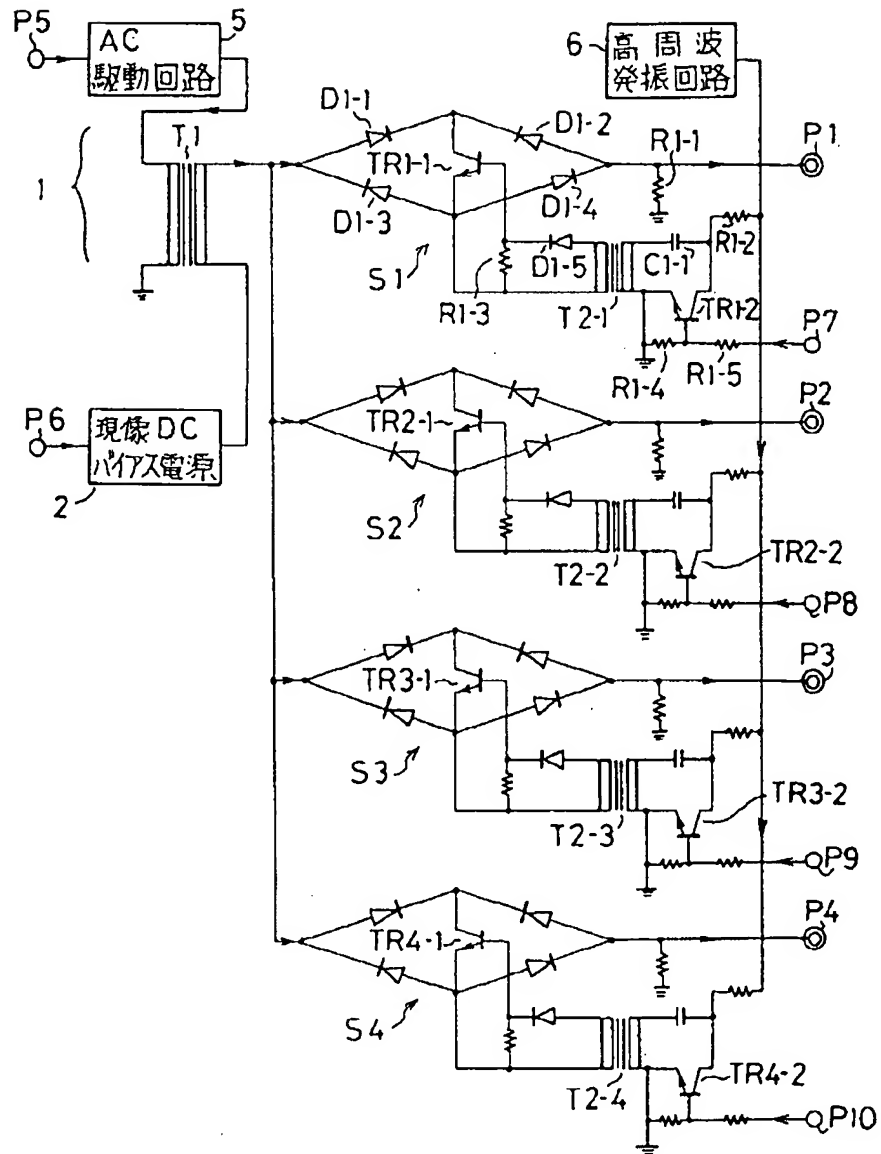 P5
5
AC
駆動回路
6
高周波
発振回路
D1-1
D1-2
R1-1
P1
T1
TR1-1
1
D1-3
D1-4
R1-2
S1
D1-5
C1-1
R1-3
T2-1
TR1-2
P7
R1-4
R1-5
P2
P6
現像DC
バイアス電源
2
TR2-1
S2
T2-2
TR2-2
P8
P3
TR3-1
S3
T2-3
TR3-2
P9
P4
TR4-1
S4
T2-4
TR4-2
P10